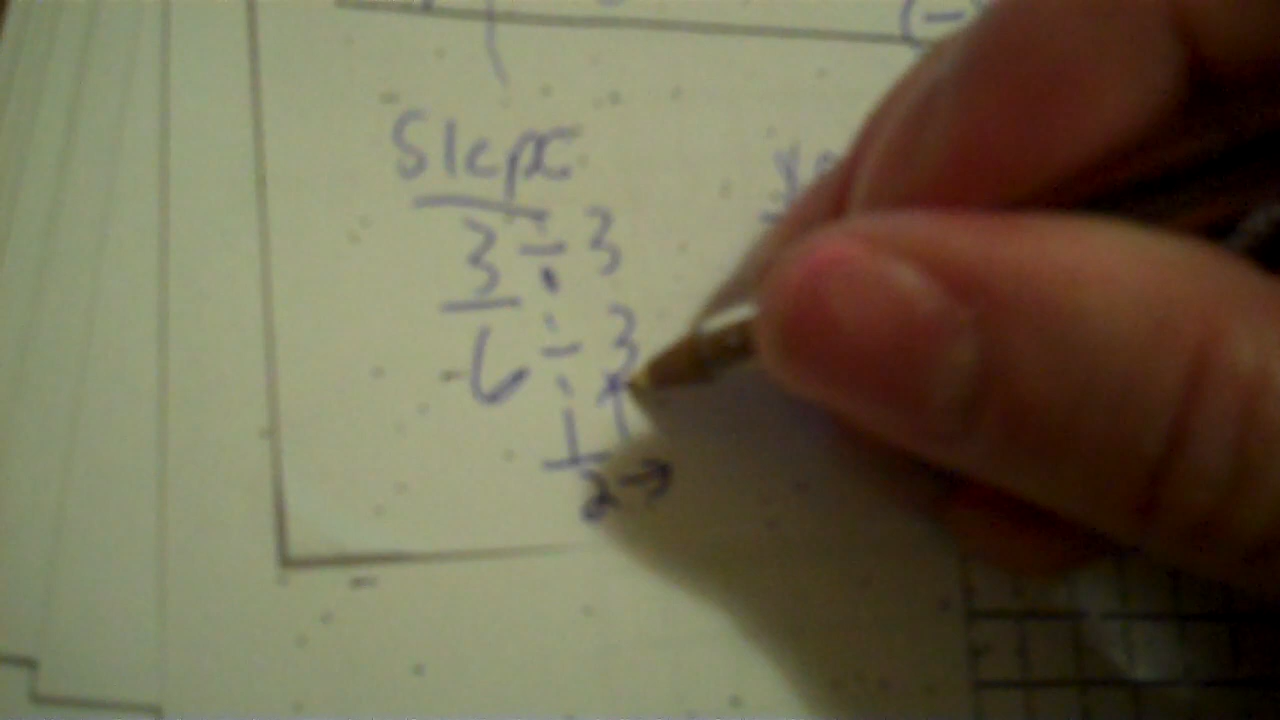 (-
Slope
3 ÷ 3
6 ÷ 3
1 ↑
2 →